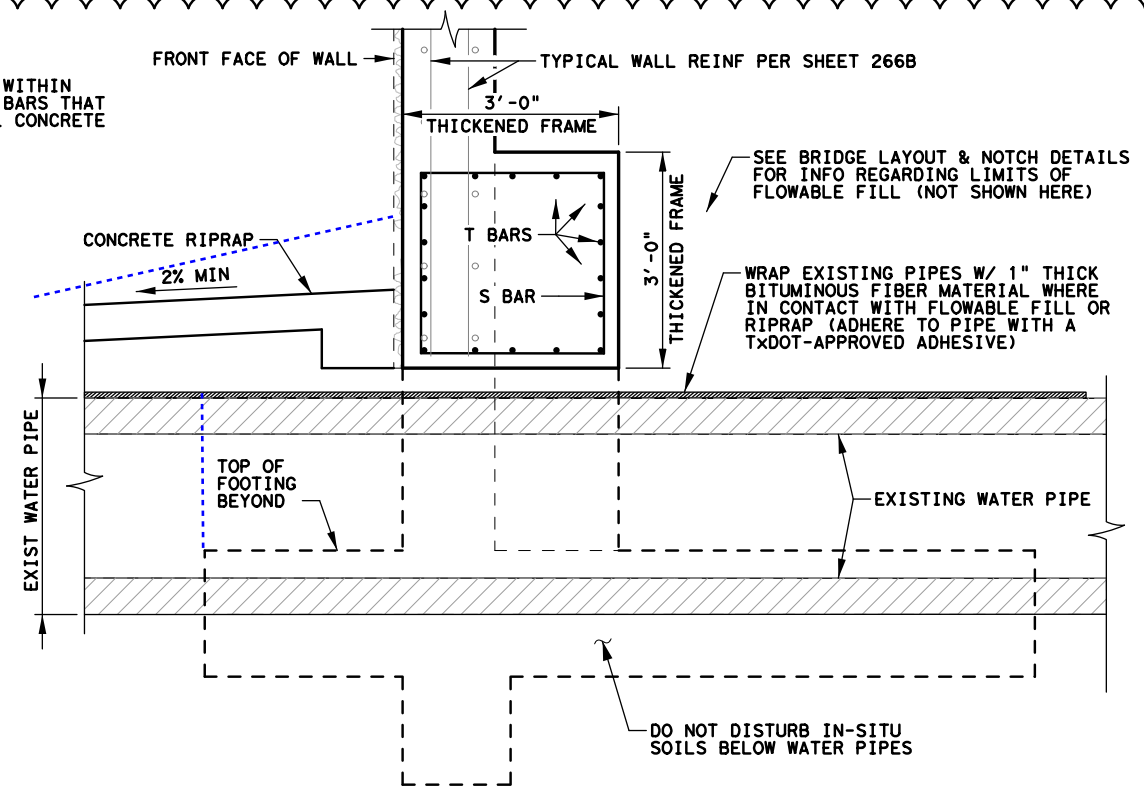 WITHIN
BARS THAT
CONCRETE
FRONT FACE OF WALL
TYPICAL WALL REINF PER SHEET 266B
3'-0"
THICKENED FRAME
SEE BRIDGE LAYOUT & NOTCH DETAILS
FOR INFO REGARDING LIMITS OF
FLOWABLE FILL (NOT SHOWN HERE)
3'-0"
THICKENED FRAME
T BARS
S BAR
CONCRETE RIPRAP
2% MIN
WRAP EXISTING PIPES W/ 1" THICK
BITUMINOUS FIBER MATERIAL WHERE
IN CONTACT WITH FLOWABLE FILL OR
RIPRAP (ADHERE TO PIPE WITH A
TxDOT-APPROVED ADHESIVE)
EXIST WATER PIPE
TOP OF
FOOTING
BEYOND
EXISTING WATER PIPE
DO NOT DISTURB IN-SITU
SOILS BELOW WATER PIPES